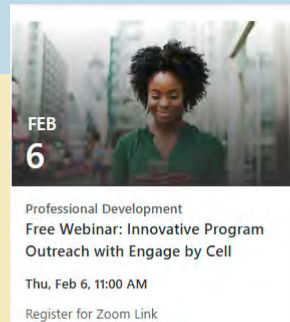 FEB
6
Professional Development
Free Webinar: Innovative Program
Outreach with Engage by Cell
Thu, Feb 6, 11:00 AM
Register for Zoom Link